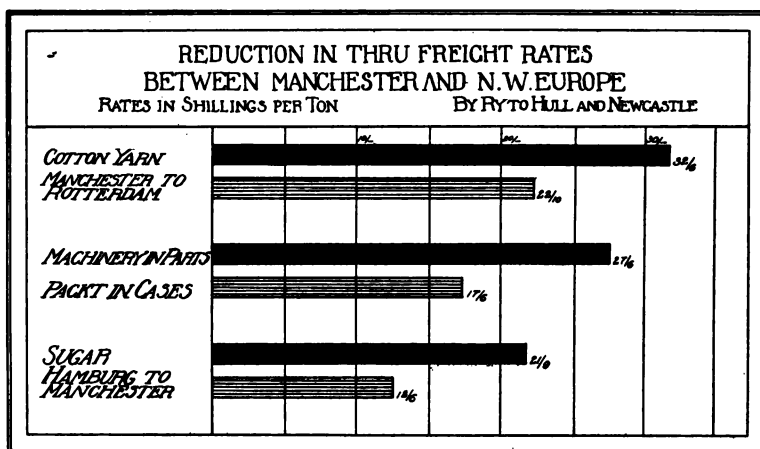 REDUCTION IN THRU FREIGHT RATES
BETWEEN MANCHESTER AND N.W. EUROPE
RATES IN SHILLINGS PER TON BY RY TO HULL AND NEWCASTLE
10/- 20/- 30/-
COTTON YARN 32/6
MANCHESTER TO
ROTTERDAM 22/10
MACHINERY IN PARTS 27/6
PACKT IN CASES 17/6
SUGAR 21/9
HAMBURG TO
MANCHESTER 12/6